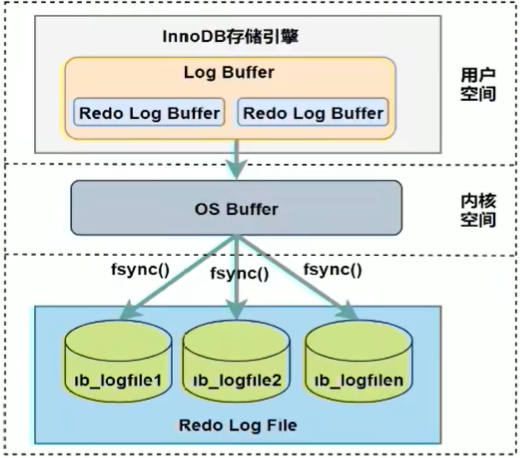 InnoDB存储引擎
Log Buffer
Redo Log Buffer
Redo Log Buffer
用户
空间
OS Buffer
内核
空间
fsync()
fsync()
fsync()
ib_logfile1
ib_logfile2
ib_logfilen
Redo Log File